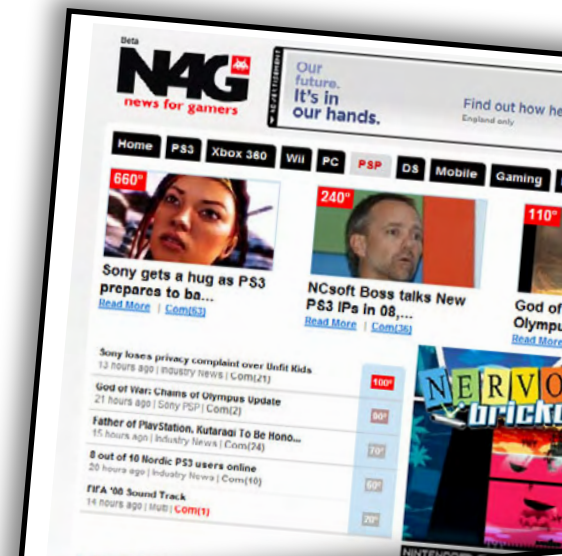 Beta
N4G
news for gamers
ADVERTISEMENT
Our
future.
It's in
our hands.
Find out how he
England only
Home
PS3
Xbox 360
Wii
PC
PSP
DS
Mobile
Gaming
660°
Sony gets a hug as PS3
prepares to ba...
Read More | Com(53)
240°
NCsoft Boss talks New
PS3 IPs in 08,...
Read More | Com(36)
110°
God of
Olympu
Read More
Sony loses privacy complaint over Unfit Kids
13 hours ago | Industry News | Com(21)
100°
God of War: Chains of Olympus Update
21 hours ago | Sony PSP | Com(2)
90°
Father of PlayStation, Kutaragi To Be Hono...
15 hours ago | Industry News | Com(24)
70°
8 out of 10 Nordic PS3 users online
20 hours ago | Industry News | Com(10)
60°
FIFA '08 Sound Track
14 hours ago | Multi | Com(1)
20°
NERVO
bricke
NINTENDO